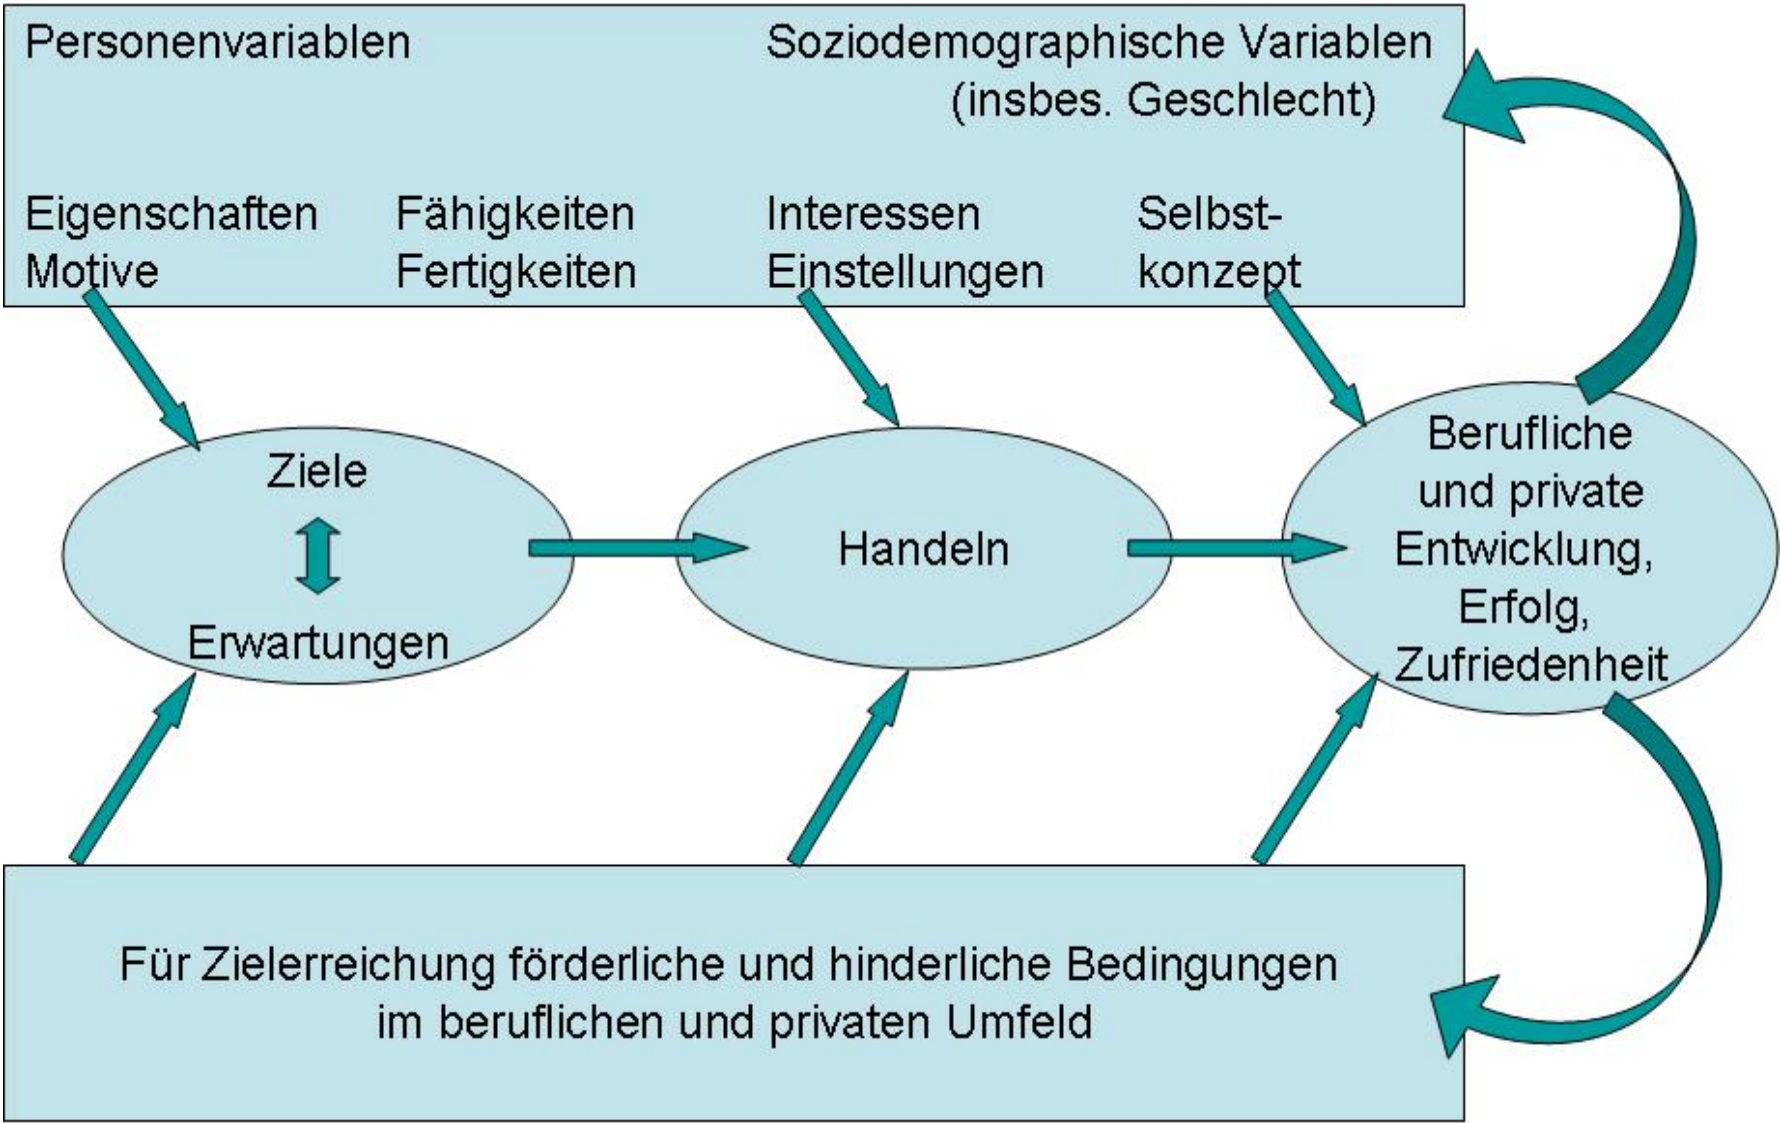 Personenvariablen
Soziodemographische Variablen
(insbes. Geschlecht)
Eigenschaften
Motive
Fähigkeiten
Fertigkeiten
Interessen
Einstellungen
Selbst-
konzept
Ziele
Erwartungen
Handeln
Berufliche
und private
Entwicklung,
Erfolg,
Zufriedenheit
Für Zielerreichung förderliche und hinderliche Bedingungen
im beruflichen und privaten Umfeld